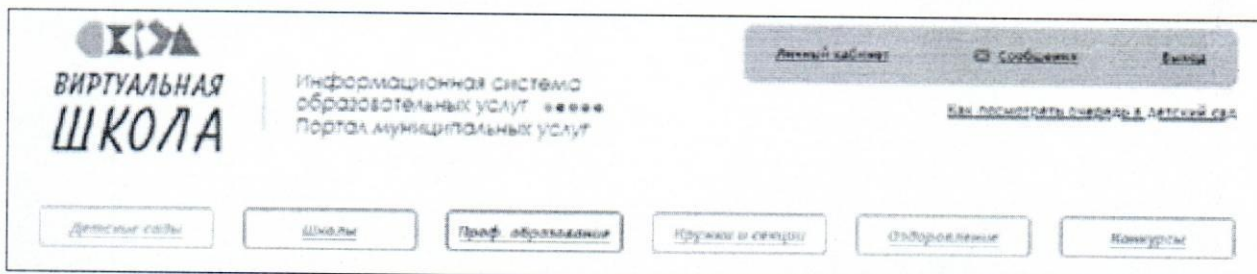 ВИРТУАЛЬНАЯ
ШКОЛА
Информационная система
образовательных услуг
Портал муниципальных услуг
Личный кабинет
Сообщения
Выход
Как посмотреть очередь в детский сад
Детские сады
Школы
Проф. образование
Кружки и секции
Оздоровление
Конкурсы